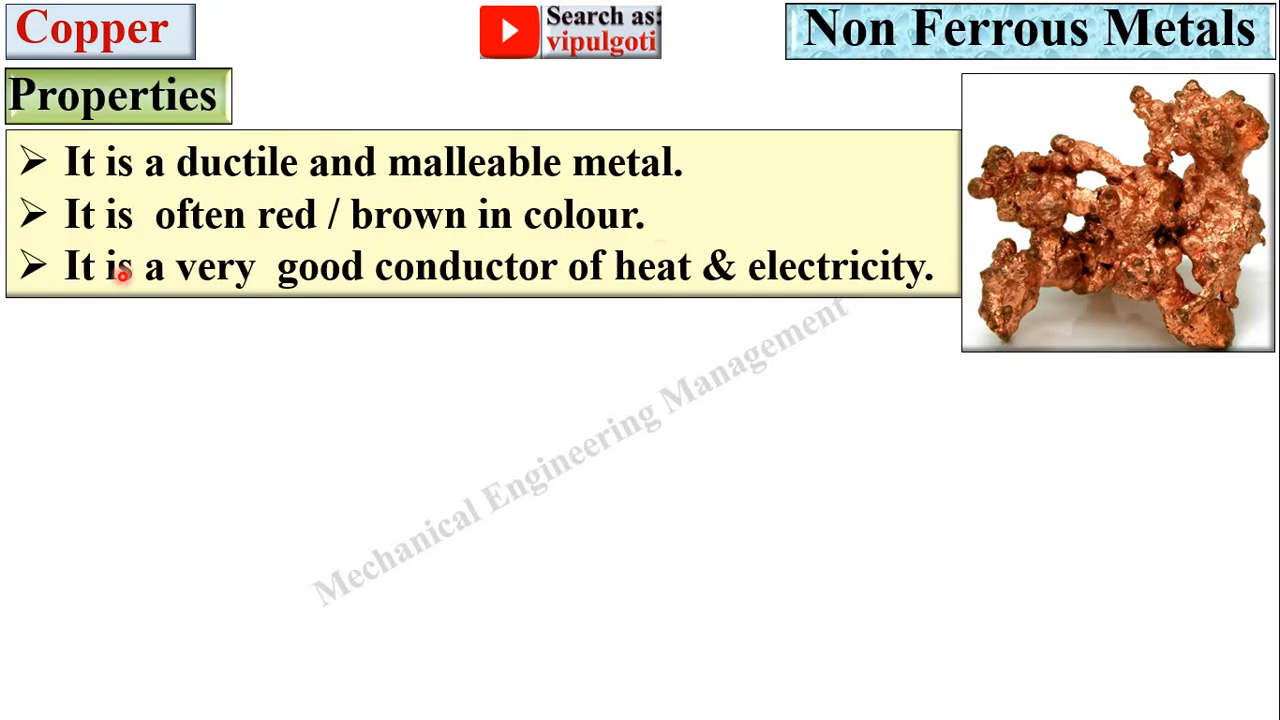 Copper
Search as:
vipulgoti
Non Ferrous Metals
Properties
➢ It is a ductile and malleable metal.
➢ It is often red / brown in colour.
➢ It is a very good conductor of heat & electricity.
Mechanical Engineering Management